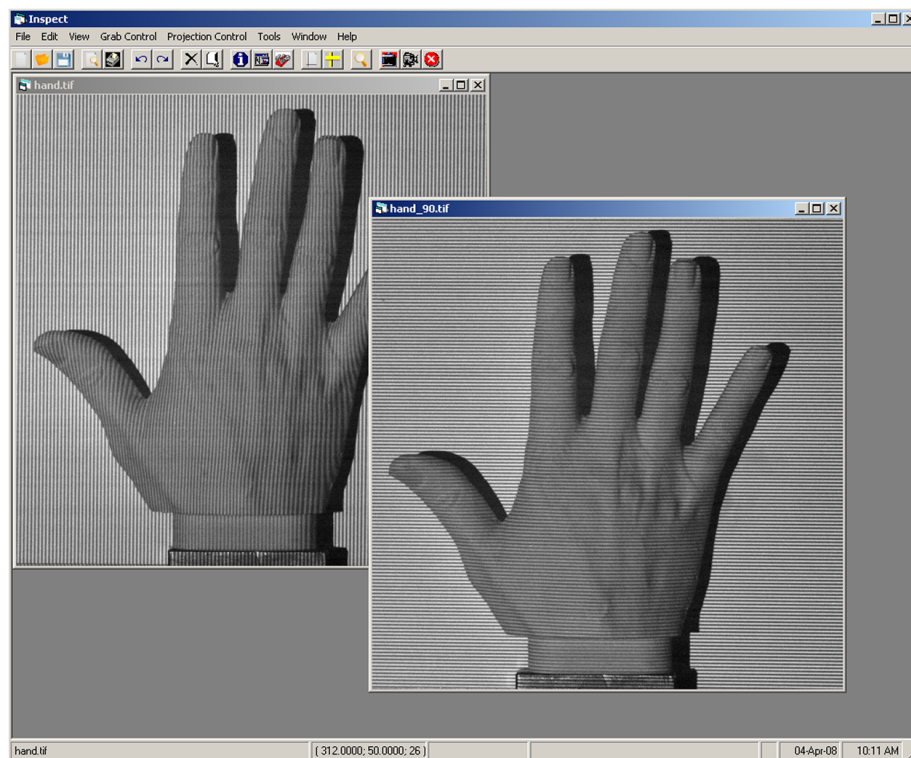 Inspect
File Edit View Grab Control Projection Control Tools Window Help
hand.tif
hand_90.tif
hand.tif ( 312.0000; 50.0000; 26 ) 04-Apr-08 10:11 AM